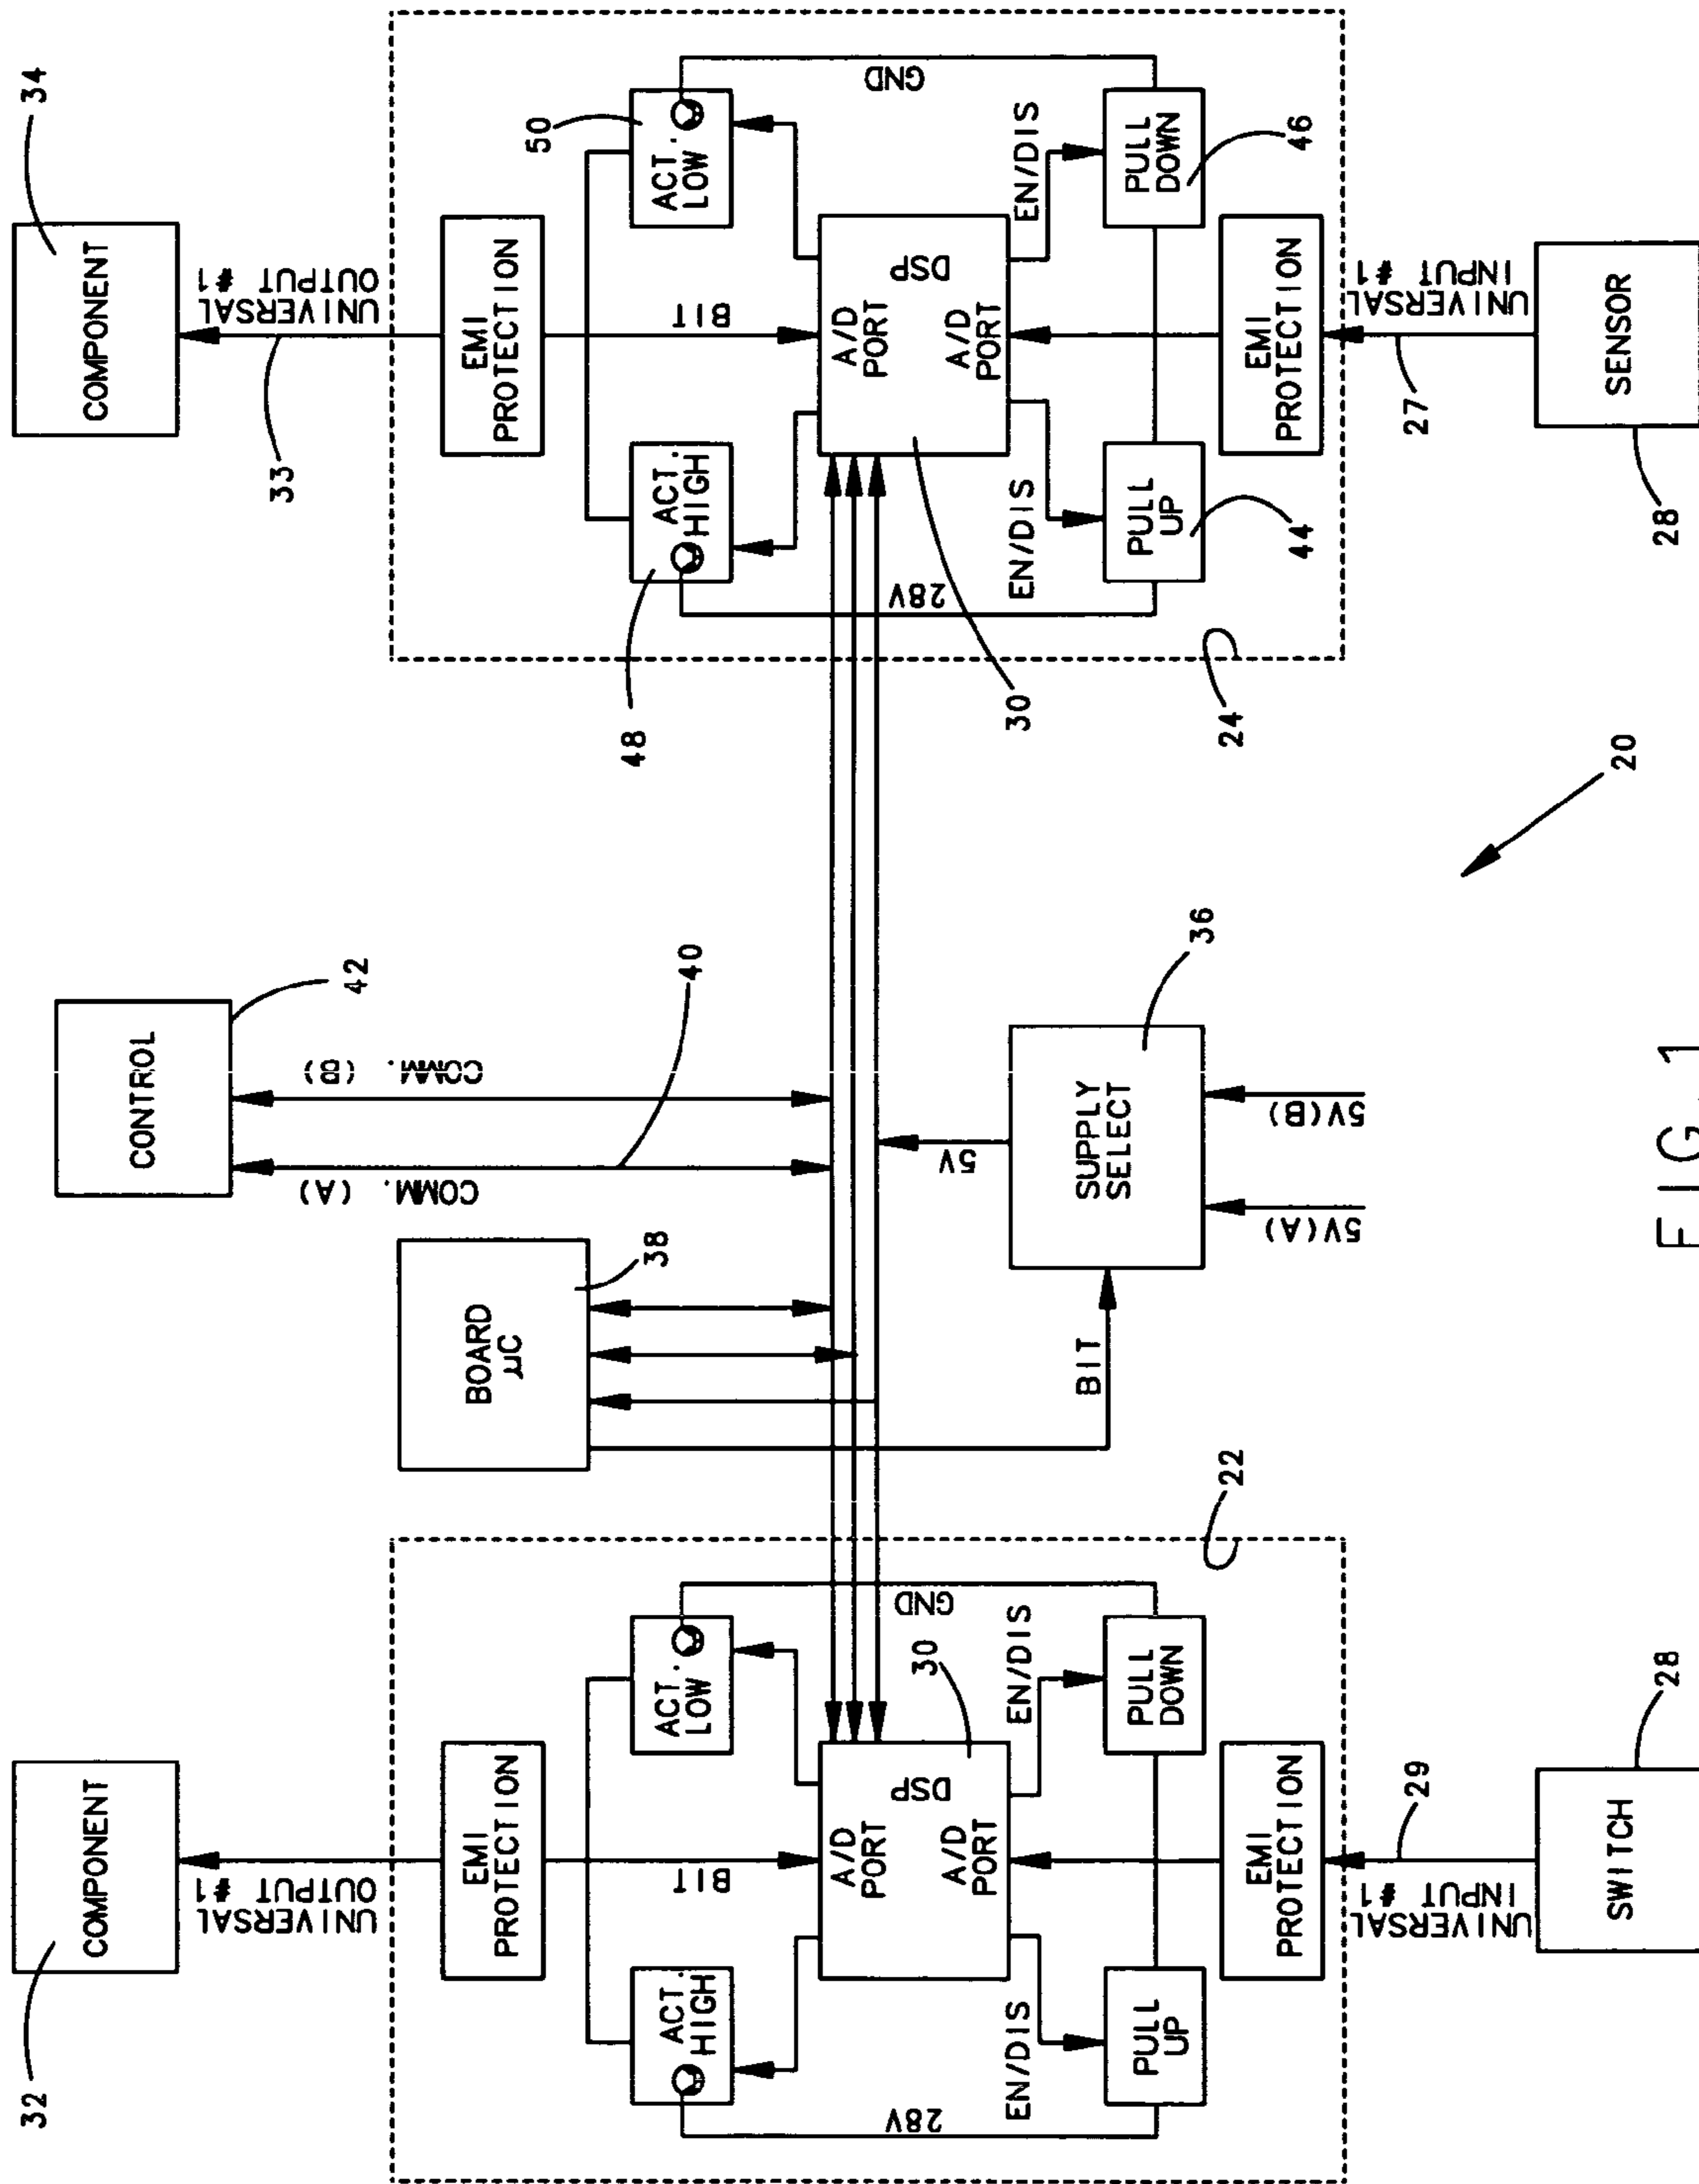 32
COMPONENT
UNIVERSAL
OUTPUT #1
EMI
PROTECTION
ACT.
HIGH
ACT.
LOW
28V
BIT
GND
A/D
PORT
DSP
A/D
PORT
30
EN/DIS
EN/DIS
PULL
UP
PULL
DOWN
EMI
PROTECTION
22
UNIVERSAL
INPUT #1
29
SWITCH
28
BOARD
µC
38
CONTROL
42
COMM. (A)
COMM. (B)
40
BIT
5V
SUPPLY
SELECT
36
5V(A)
5V(B)
20
COMPONENT
34
33
UNIVERSAL
OUTPUT #1
EMI
PROTECTION
ACT.
HIGH
48
ACT.
LOW
50
28V
BIT
GND
A/D
PORT
DSP
A/D
PORT
30
EN/DIS
EN/DIS
PULL
UP
44
PULL
DOWN
46
EMI
PROTECTION
24
27
UNIVERSAL
INPUT #1
SENSOR
28
FIG.1